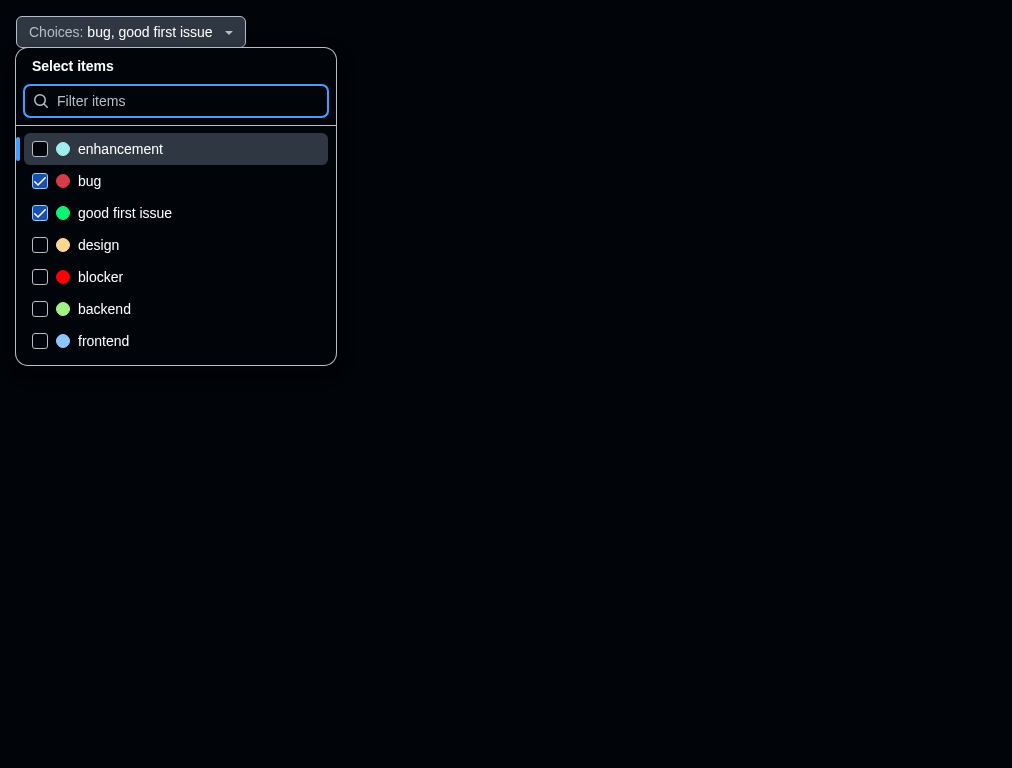 Choices: bug, good first issue
Select items
Filter items
enhancement
bug
good first issue
design
blocker
backend
frontend